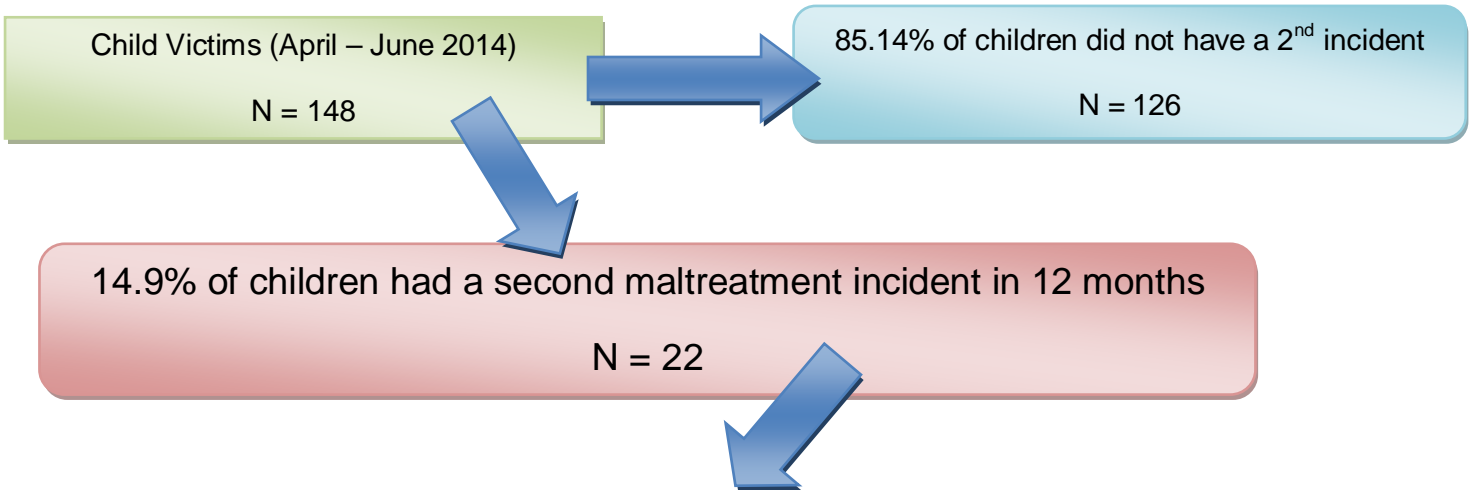 Child Victims (April – June 2014)
N = 148
85.14% of children did not have a 2nd incident
N = 126
14.9% of children had a second maltreatment incident in 12 months
N = 22